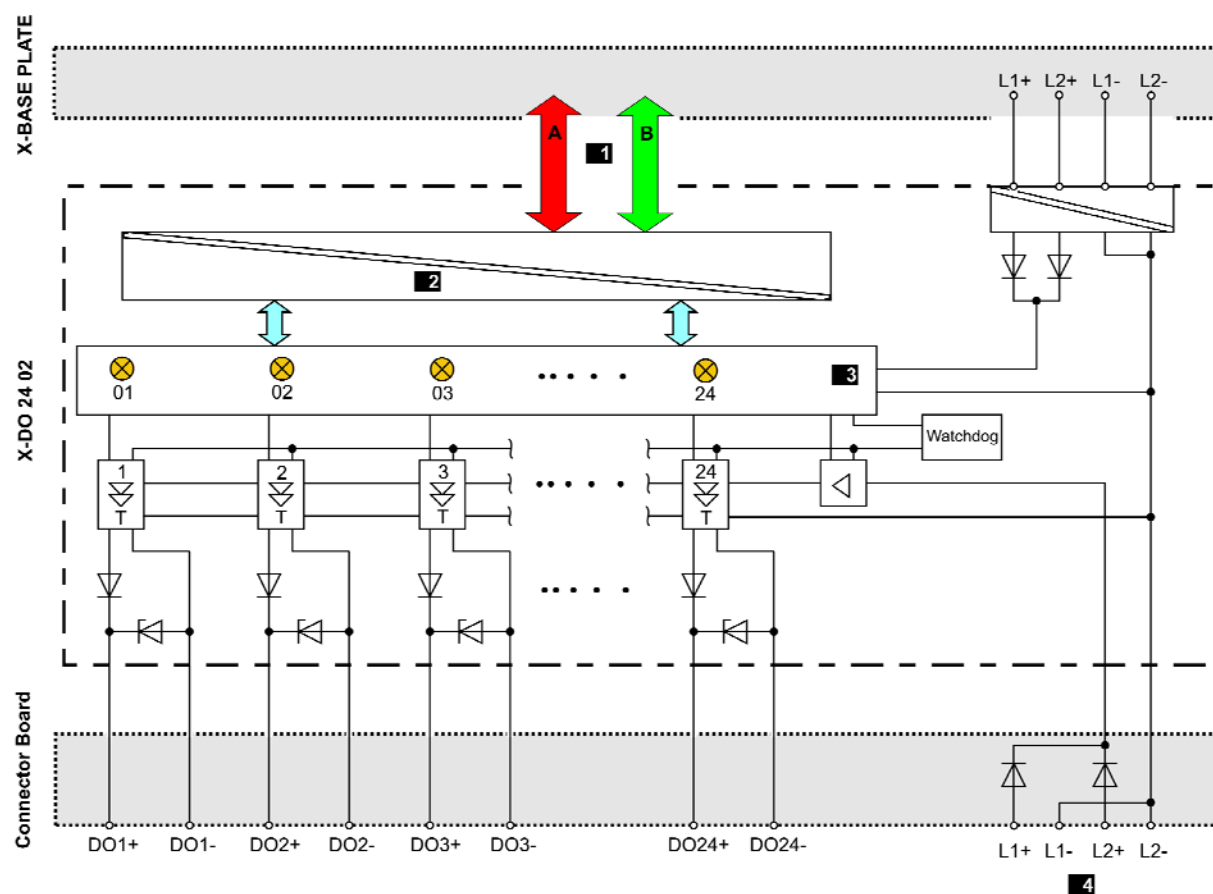 X-BASE PLATE
L1+ L2+ L1- L2-
A B
1
2
X-DO 24 02
01 02 03 24
3
Watchdog
1 2 3 24
T T T T
Connector Board
DO1+ DO1- DO2+ DO2- DO3+ DO3- DO24+ DO24-
L1+ L1- L2+ L2-
4